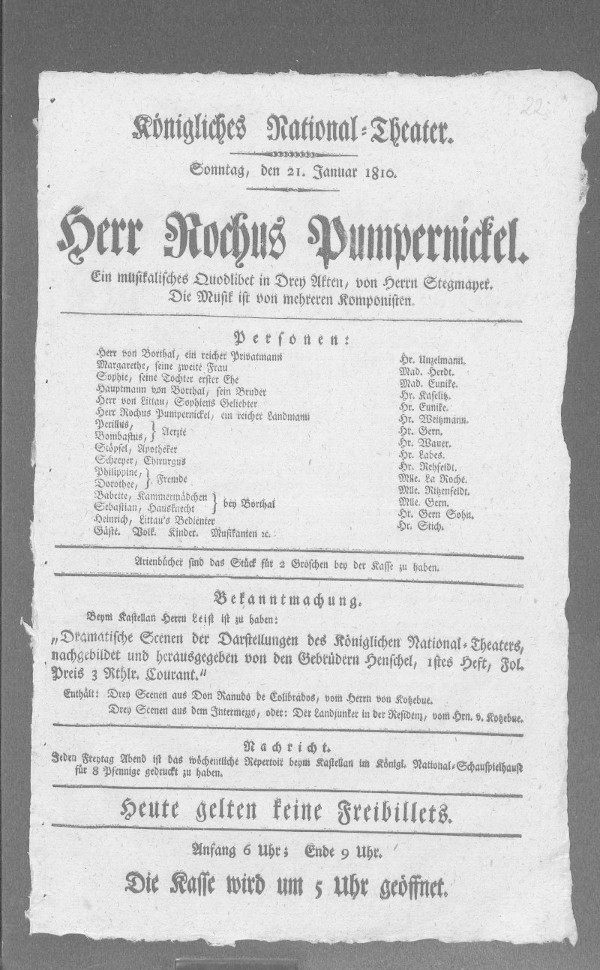 22.
Königliches National-Theater.
Sonntag, den 21. Januar 1810.
Herr Rochus Pumpernickel.
Ein musikalisches Quodlibet in Drey Akten, von Herrn Stegmayer.
Die Musik ist von mehreren Komponisten.
Personen:
Herr von Borthal, ein reicher Privatmann Hr. Unzelmann.
Margarethe, seine zweite Frau Mad. Herdt.
Sophie, seine Tochter erster Ehe Mad. Eunike.
Hauptmann von Borthal, sein Bruder Hr. Kaselitz.
Herr von Littau, Sophiens Geliebter Hr. Eunike.
Herr Rochus Pumpernickel, ein reicher Landmann Hr. Weitzmann.
Perillus, } Aerzte Hr. Gern.
Bombastus, Hr. Wauer.
Stößel, Apotheker Hr. Labes.
Scheerer, Chirurgus Hr. Rehfeldt.
Philippine, } Fremde Mlle. La Roche.
Dorothee, Mlle. Ritzenfeldt.
Babette, Kammermädchen } bey Borthal Mlle. Gern.
Sebastian, Hausknecht Hr. Gern Sohn.
Heinrich, Littau's Bedienter Hr. Stich.
Gäste. Volk. Kinder. Musikanten ꝛc.
Arienbücher sind das Stück für 2 Groschen bey der Kasse zu haben.
Bekanntmachung.
Beym Kastellan Herrn Leist ist zu haben:
„Dramatische Scenen der Darstellungen des Königlichen National-Theaters,
nachgebildet und herausgegeben von den Gebrüdern Henschel, 1stes Heft, Fol.
Preis 3 Rthlr. Courant.“
Enthält: Drey Scenen aus Don Ranudo de Colibrados, vom Herrn von Kotzebue.
Drey Scenen aus dem Intermezzo, oder: Der Landjunker in der Residenz, vom Hrn. v. Kotzebue.
Nachricht.
Jeden Freytag Abend ist das wöchentliche Repertoir beym Kastellan im Königl. National-Schauspielhause
für 8 Pfennige gedruckt zu haben.
Heute gelten keine Freibillets.
Anfang 6 Uhr; Ende 9 Uhr.
Die Kasse wird um 5 Uhr geöffnet.